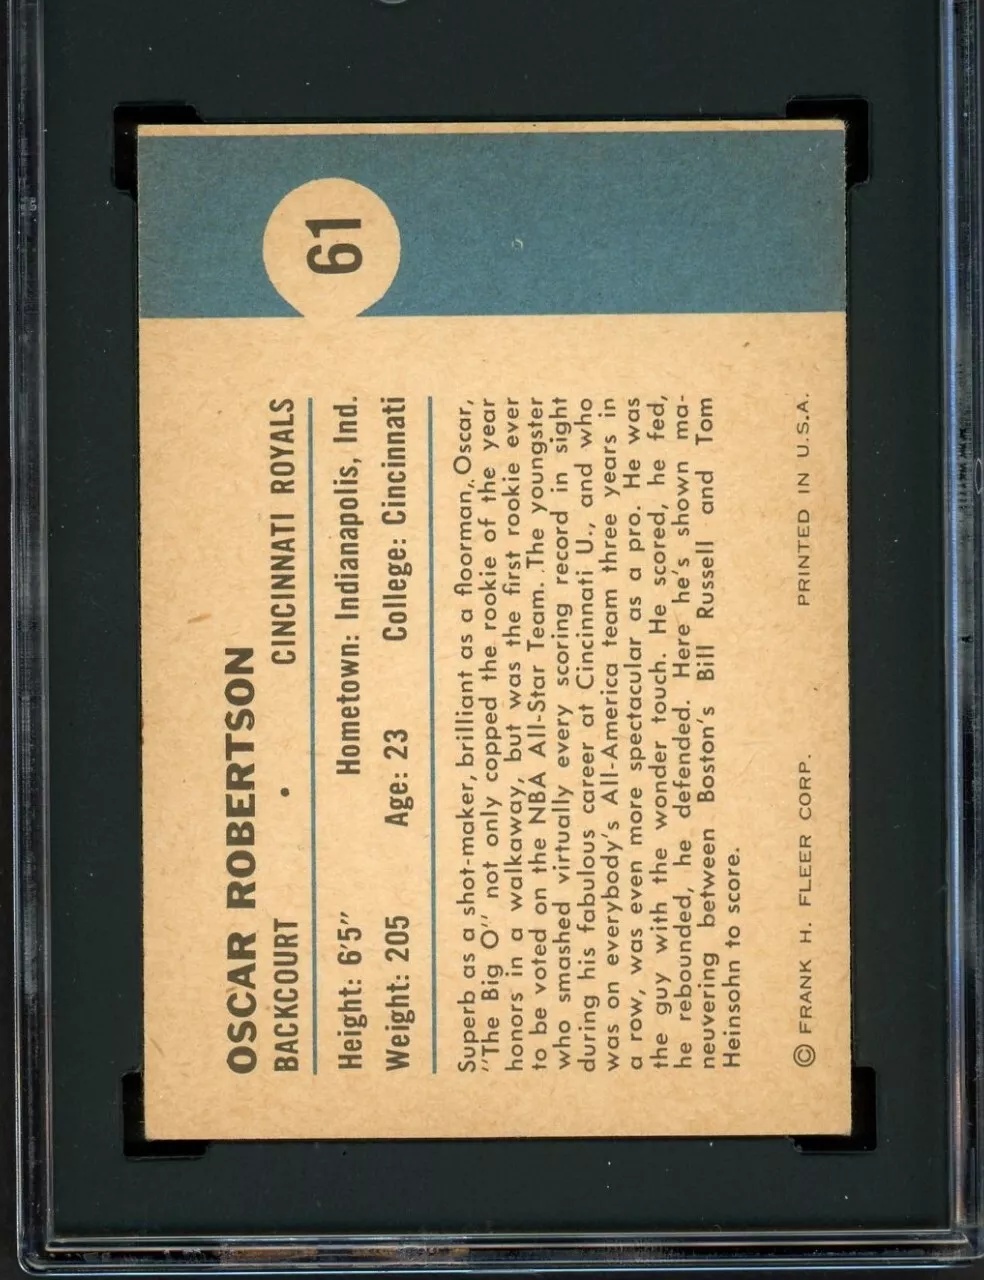 61
OSCAR ROBERTSON
BACKCOURT • CINCINNATI ROYALS
Height: 6'5" Hometown: Indianapolis, Ind.
Weight: 205 Age: 23 College: Cincinnati
Superb as a shot-maker, brilliant as a floorman, Oscar,
"The Big O" not only copped the rookie of the year
honors in a walkaway, but was the first rookie ever
to be voted on the NBA All-Star Team. The youngster
who smashed virtually every scoring record in sight
during his fabulous career at Cincinnati U., and who
was on everybody's All-America team three years in
a row, was even more spectacular as a pro. He was
the guy with the wonder touch. He scored, he fed,
he rebounded, he defended. Here he's shown ma-
neuvering between Boston's Bill Russell and Tom
Heinsohn to score.
© FRANK H. FLEER CORP. PRINTED IN U.S.A.